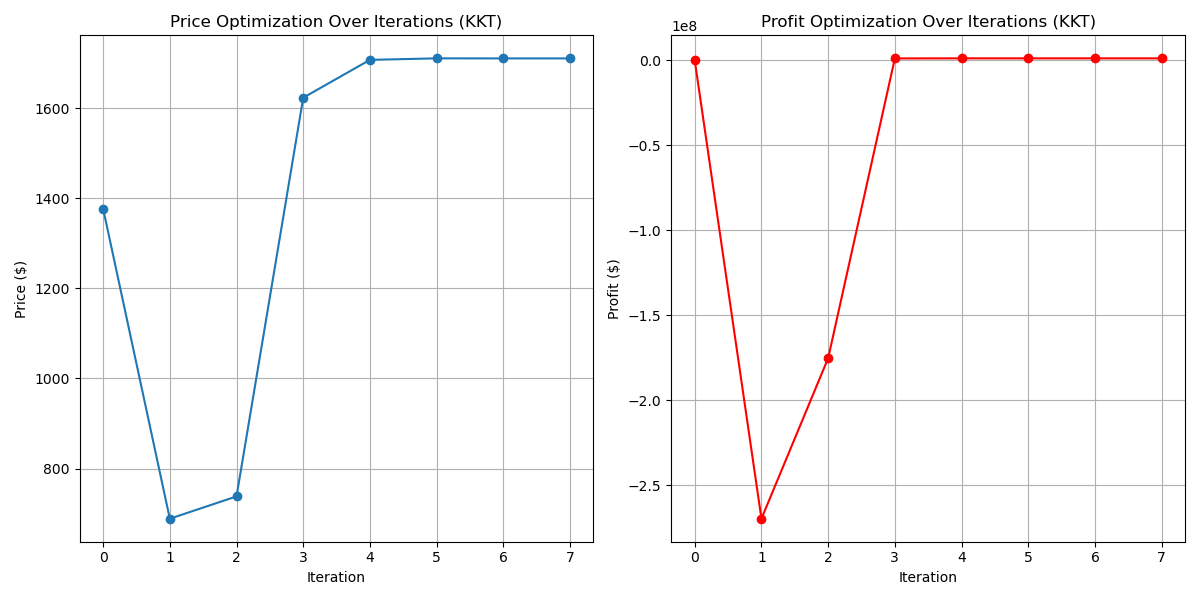 Price Optimization Over Iterations (KKT)
Price ($)
1600
1400
1200
1000
800
0 1 2 3 4 5 6 7
Iteration
Profit Optimization Over Iterations (KKT)
1e8
Profit ($)
0.0
−0.5
−1.0
−1.5
−2.0
−2.5
0 1 2 3 4 5 6 7
Iteration